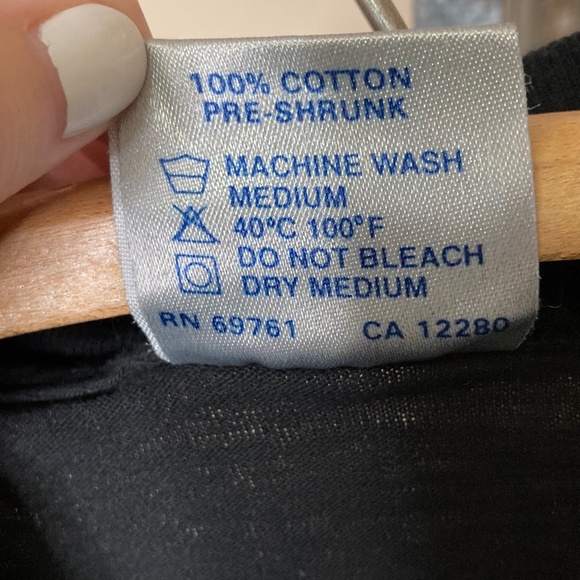 100% COTTON
PRE-SHRUNK
MACHINE WASH
MEDIUM
40°C 100°F
DO NOT BLEACH
DRY MEDIUM
RN 69761 CA 12280